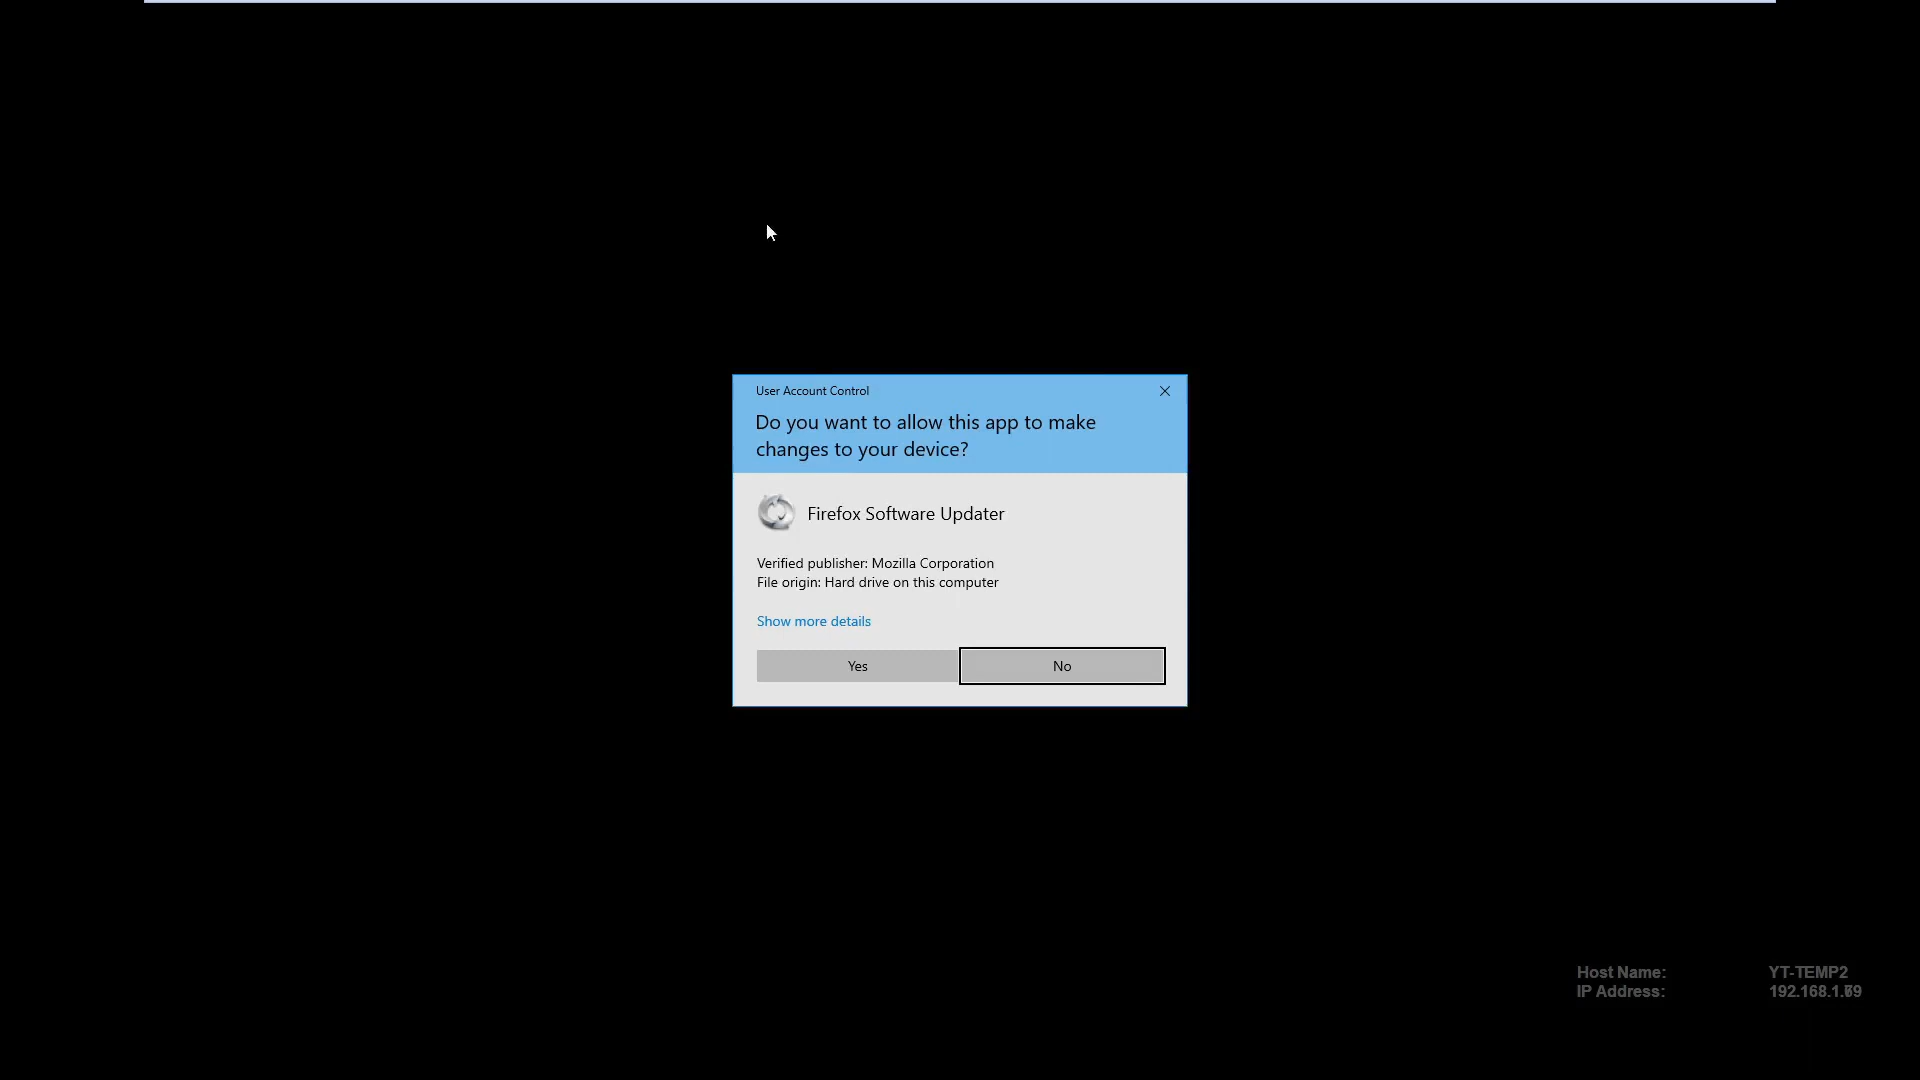 User Account Control
Do you want to allow this app to make
changes to your device?
Firefox Software Updater
Verified publisher: Mozilla Corporation
File origin: Hard drive on this computer
Show more details
Yes
No
Host Name: YT-TEMP2
IP Address: